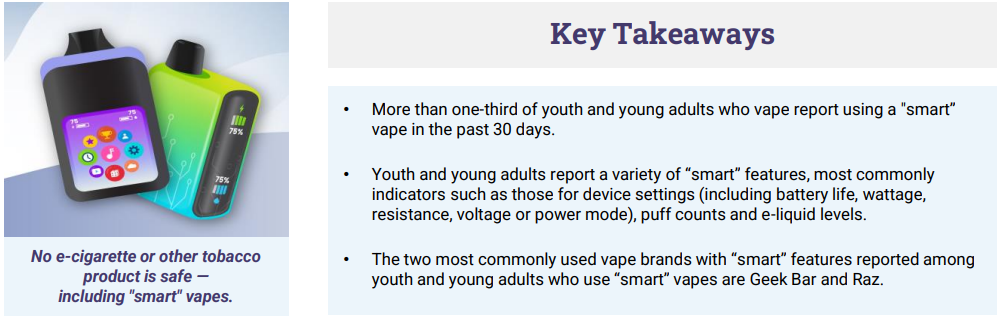 75
75
75%
75%
No e-cigarette or other tobacco
product is safe —
including "smart" vapes.
Key Takeaways
• More than one-third of youth and young adults who vape report using a "smart”
vape in the past 30 days.
• Youth and young adults report a variety of “smart” features, most commonly
indicators such as those for device settings (including battery life, wattage,
resistance, voltage or power mode), puff counts and e-liquid levels.
• The two most commonly used vape brands with “smart” features reported among
youth and young adults who use “smart” vapes are Geek Bar and Raz.